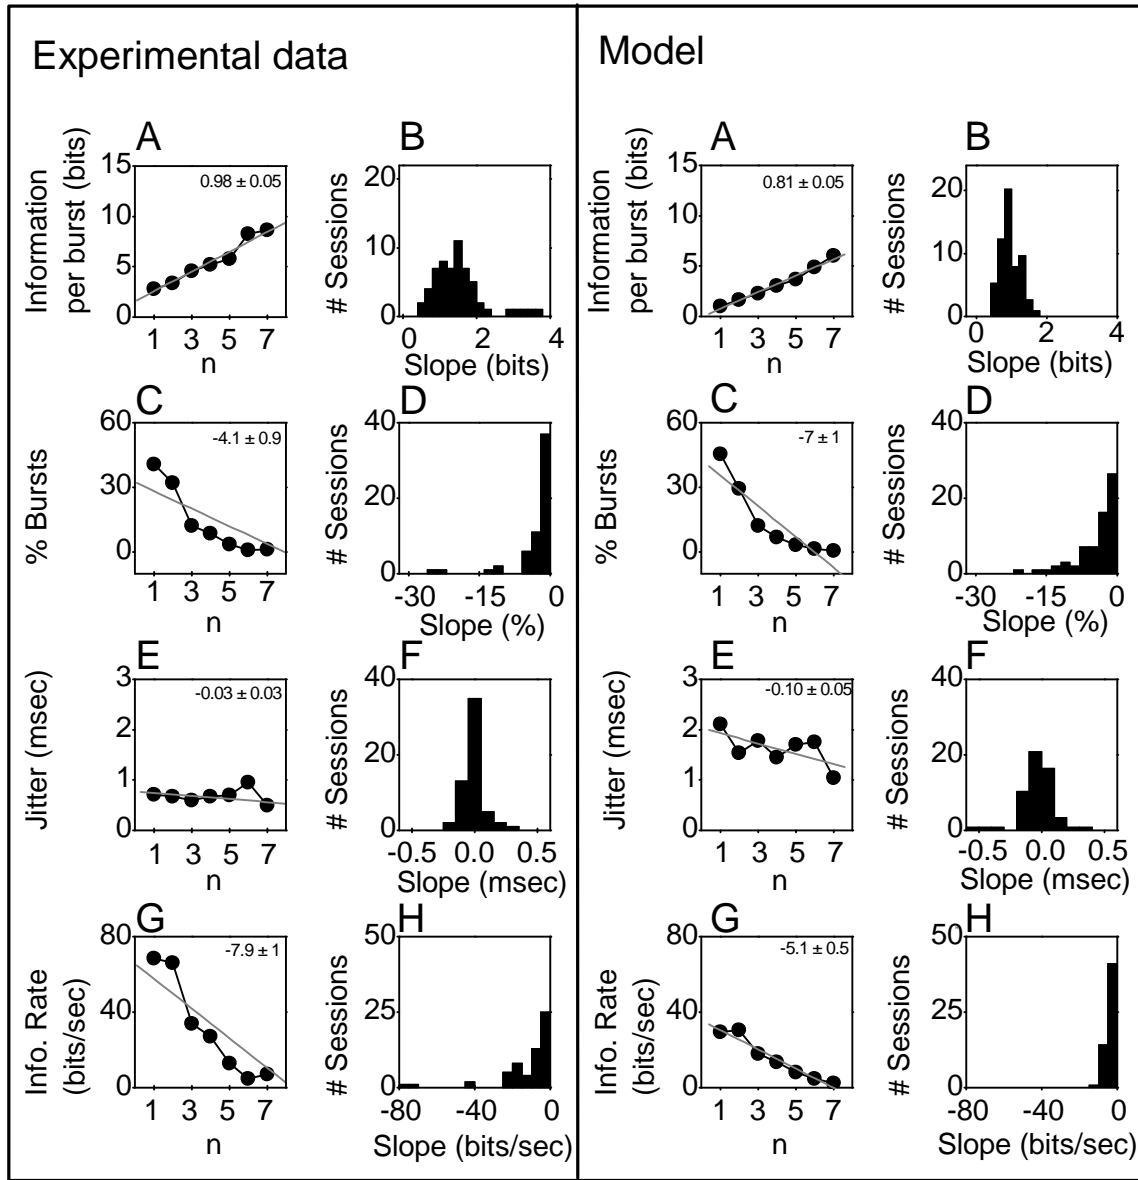 Experimental data
A
Information
per burst (bits)
15
10
5
0
0.98 ± 0.05
1 3 5 7
n
B
# Sessions
20
10
0
0 2 4
Slope (bits)
C
% Bursts
60
30
0
-4.1 ± 0.9
1 3 5 7
n
D
# Sessions
40
20
0
-30 -15 0
Slope (%)
E
Jitter (msec)
3
2
1
0
-0.03 ± 0.03
1 3 5 7
n
F
# Sessions
40
20
0
-0.5 0.0 0.5
Slope (msec)
G
Info. Rate
(bits/sec)
80
40
0
-7.9 ± 1
1 3 5 7
n
H
# Sessions
50
25
0
-80 -40 0
Slope (bits/sec)
Model
A
Information
per burst (bits)
15
10
5
0
0.81 ± 0.05
1 3 5 7
n
B
# Sessions
20
10
0
0 2 4
Slope (bits)
C
% Bursts
60
30
0
-7 ± 1
1 3 5 7
n
D
# Sessions
40
20
0
-30 -15 0
Slope (%)
E
Jitter (msec)
3
2
1
0
-0.10 ± 0.05
1 3 5 7
n
F
# Sessions
40
20
0
-0.5 0.0 0.5
Slope (msec)
G
Info. Rate
(bits/sec)
80
40
0
-5.1 ± 0.5
1 3 5 7
n
H
# Sessions
50
25
0
-80 -40 0
Slope (bits/sec)